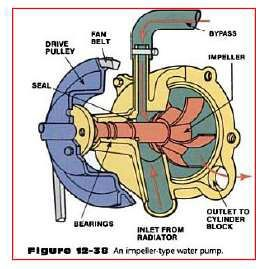 FAN
BELT
DRIVE
PULLEY
BYPASS
IMPELLER
SEAL
BEARINGS
INLET FROM
RADIATOR
OUTLET TO
CYLINDER
BLOCK
Figure 12-38 An impeller-type water pump.